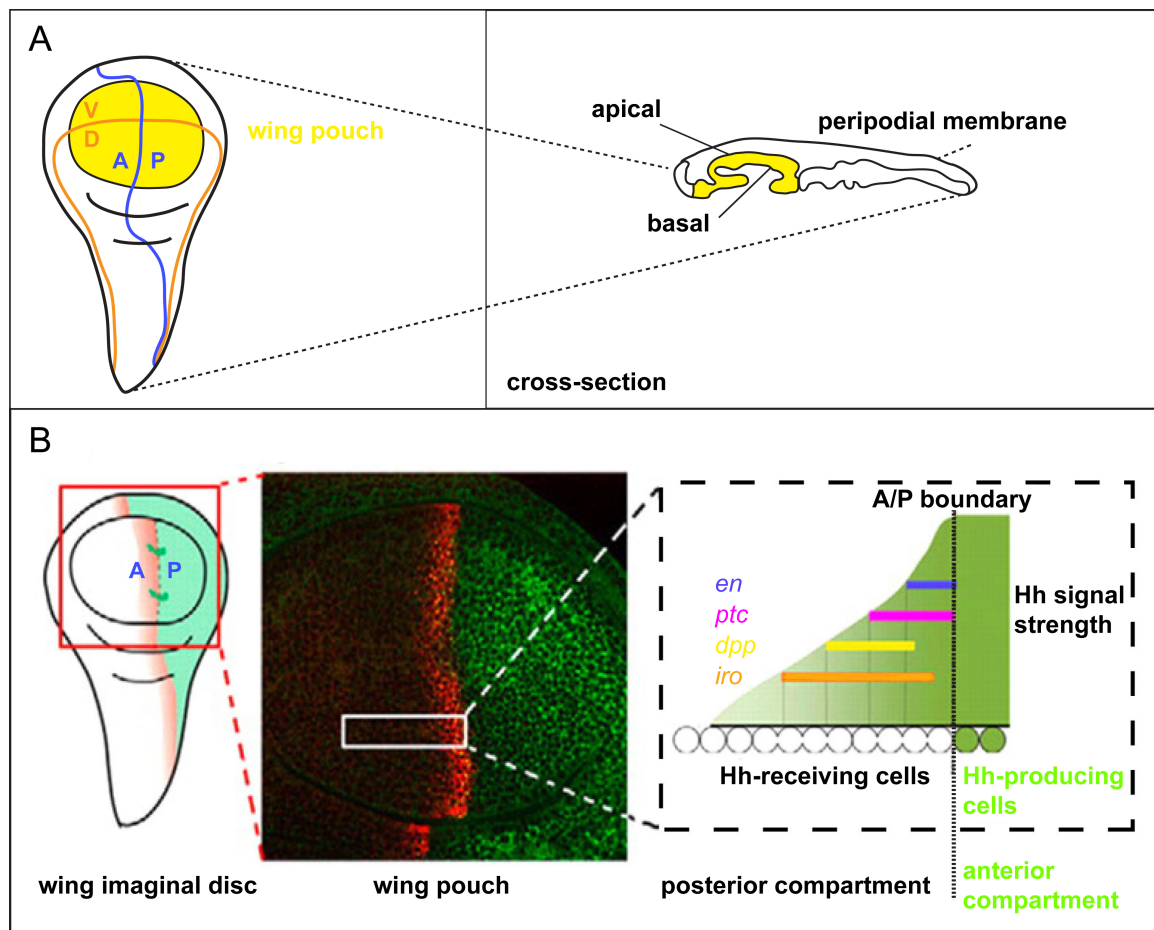 A
V
D
A P
wing pouch
apical
basal
peripodial membrane
cross-section
B
A P
wing imaginal disc
wing pouch
A/P boundary
en
ptc
dpp
iro
Hh signal
strength
Hh-receiving cells
Hh-producing
cells
posterior compartment
anterior
compartment